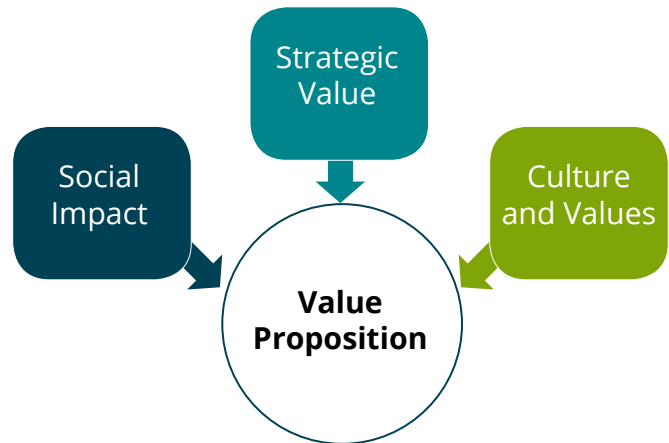 Strategic
Value
Social
Impact
Culture
and Values
Value
Proposition